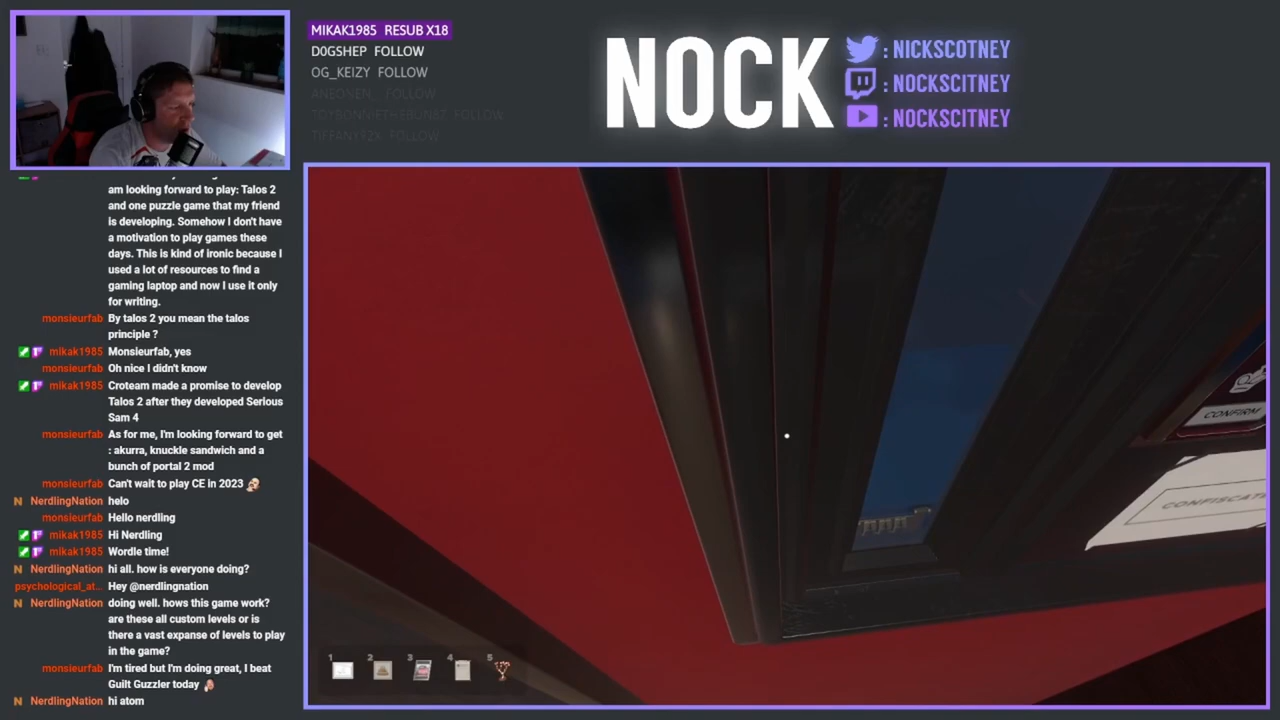 MIKAK1985 RESUB X18
D0GSHEP FOLLOW
OG_KEIZY FOLLOW
NOCK
: NICKSCOTNEY
: NOCKSCITNEY
: NOCKSCITNEY
am looking forward to play: Talos 2
and one puzzle game that my friend
is developing. Somehow I don't have
a motivation to play games these
days. This is kind of ironic because I
used a lot of resources to find a
gaming laptop and now I use it only
for writing.
monsieurfab By talos 2 you mean the talos
principle ?
mikak1985 Monsieurfab, yes
monsieurfab Oh nice I didn't know
mikak1985 Croteam made a promise to develop
Talos 2 after they developed Serious
Sam 4
monsieurfab As for me, I'm looking forward to get
: akurra, knuckle sandwich and a
bunch of portal 2 mod
monsieurfab Can't wait to play CE in 2023
N NerdlingNation helo
monsieurfab Hello nerdling
mikak1985 Hi Nerdling
mikak1985 Wordle time!
N NerdlingNation hi all. how is everyone doing?
psychological_at... Hey @nerdlingnation
N NerdlingNation doing well. hows this game work?
are these all custom levels or is
there a vast expanse of levels to play
in the game?
monsieurfab I'm tired but I'm doing great, I beat
Guilt Guzzler today
N NerdlingNation hi atom
CONFIRM
1 2 3 4 5